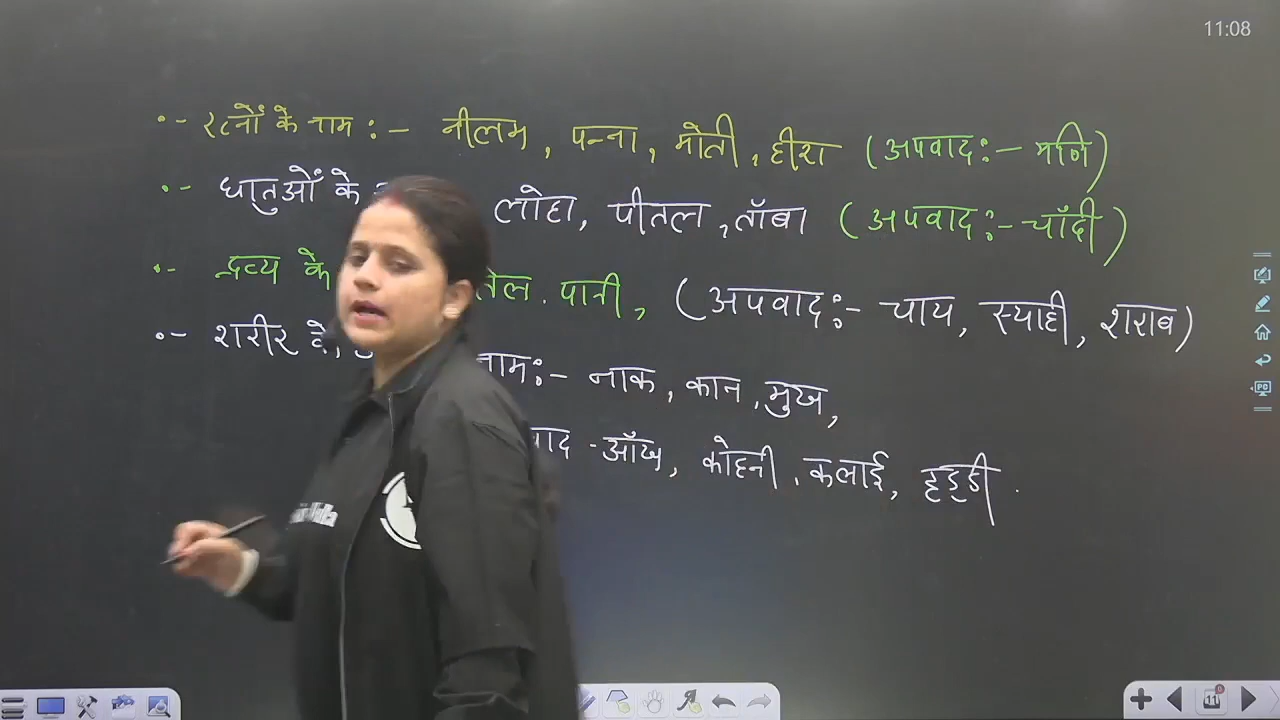 11:08
:- रत्नों के नाम :- नीलम, पन्ना, मोती, हीरा (अपवाद:- मणि)
:- धातुओं के लोहा, पीतल, ताँबा (अपवाद:- चाँदी)
:- द्रव्य के तेल, पानी, (अपवाद:- चाय, स्याही, शराब)
:- शरीर के नाम:- नाक, कान, मुख,
आँख, कोहनी, कलाई, हड्डी.